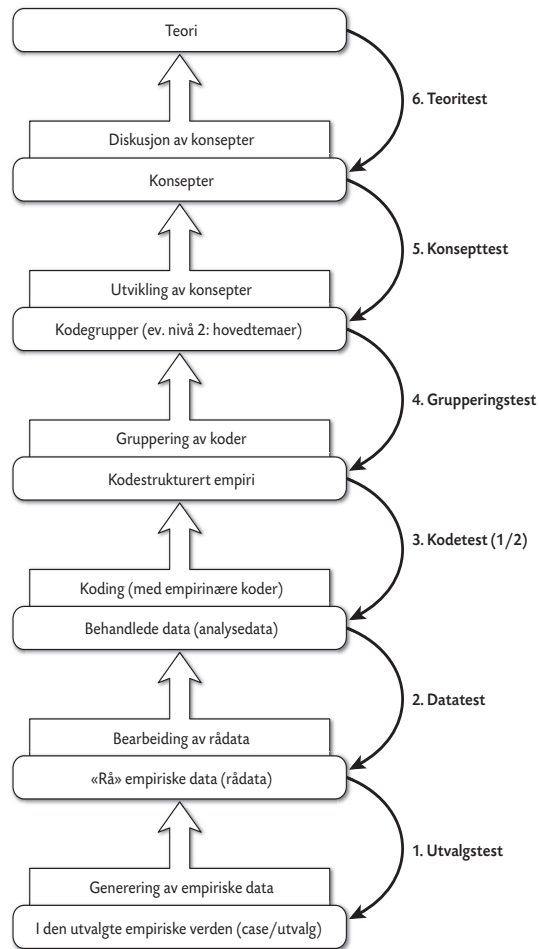 Teori
6. Teoritest
Diskusjon av konsepter
Konsepter
5. Konsepttest
Utvikling av konsepter
Kodegrupper (ev. nivå 2: hovedtemaer)
4. Grupperingstest
Gruppering av koder
Kodestrukturert empiri
3. Kodetest (1/2)
Koding (med empirinære koder)
Behandlede data (analysedata)
2. Datatest
Bearbeiding av rådata
«Rå» empiriske data (rådata)
1. Utvalgstest
Generering av empiriske data
I den utvalgte empiriske verden (case/utvalg)